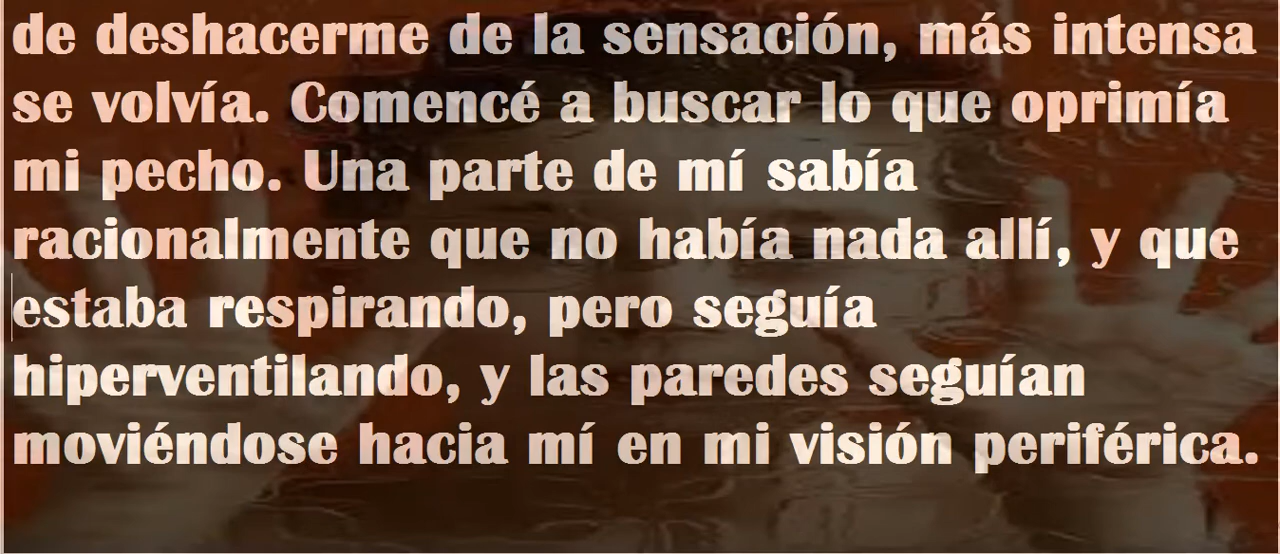 de deshacerme de la sensación, más intensa
se volvía. Comencé a buscar lo que oprimía
mi pecho. Una parte de mí sabía
racionalmente que no había nada allí, y que
estaba respirando, pero seguía
hiperventilando, y las paredes seguían
moviéndose hacia mí en mi visión periférica.